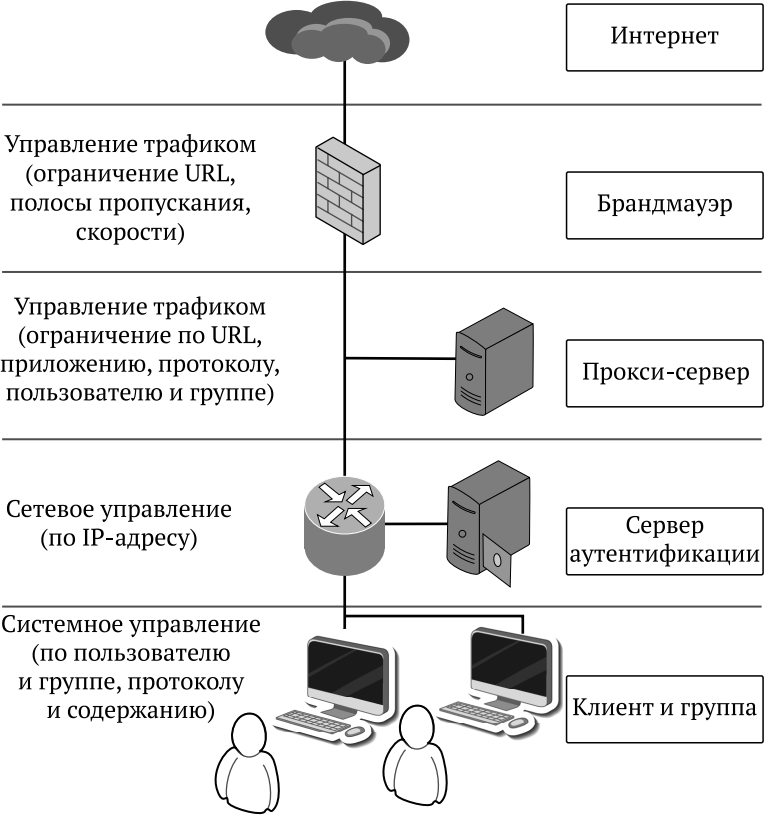 Интернет
Управление трафиком
(ограничение URL,
полосы пропускания,
скорости)
Брандмауэр
Управление трафиком
(ограничение по URL,
приложению, протоколу,
пользователю и группе)
Прокси-сервер
Сетевое управление
(по IP-адресу)
Сервер
аутентификации
Системное управление
(по пользователю
и группе, протоколу
и содержанию)
Клиент и группа